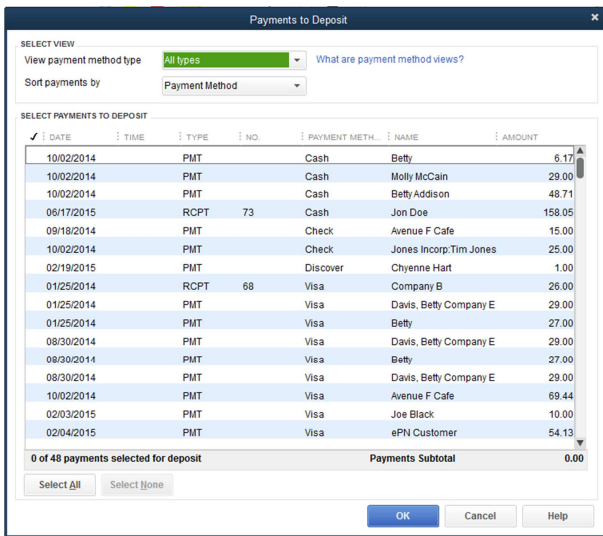 Payments to Deposit
SELECT VIEW
View payment method type All types What are payment method views?
Sort payments by Payment Method
SELECT PAYMENTS TO DEPOSIT
✓ DATE TIME TYPE NO. PAYMENT METH... NAME AMOUNT
10/02/2014 PMT Cash Betty 6.17
10/02/2014 PMT Cash Molly McCain 29.00
10/02/2014 PMT Cash Betty Addison 48.71
06/17/2015 RCPT 73 Cash Jon Doe 158.05
09/18/2014 PMT Check Avenue F Cafe 15.00
10/02/2014 PMT Check Jones Incorp:Tim Jones 25.00
02/19/2015 PMT Discover Chyenne Hart 1.00
01/25/2014 RCPT 68 Visa Company B 26.00
01/25/2014 PMT Visa Davis, Betty Company E 29.00
01/25/2014 PMT Visa Betty 27.00
08/30/2014 PMT Visa Davis, Betty Company E 29.00
08/30/2014 PMT Visa Betty 27.00
08/30/2014 PMT Visa Davis, Betty Company E 29.00
10/02/2014 PMT Visa Avenue F Cafe 69.44
02/03/2015 PMT Visa Joe Black 10.00
02/04/2015 PMT Visa ePN Customer 54.13
0 of 48 payments selected for deposit Payments Subtotal 0.00
Select All Select None
OK Cancel Help